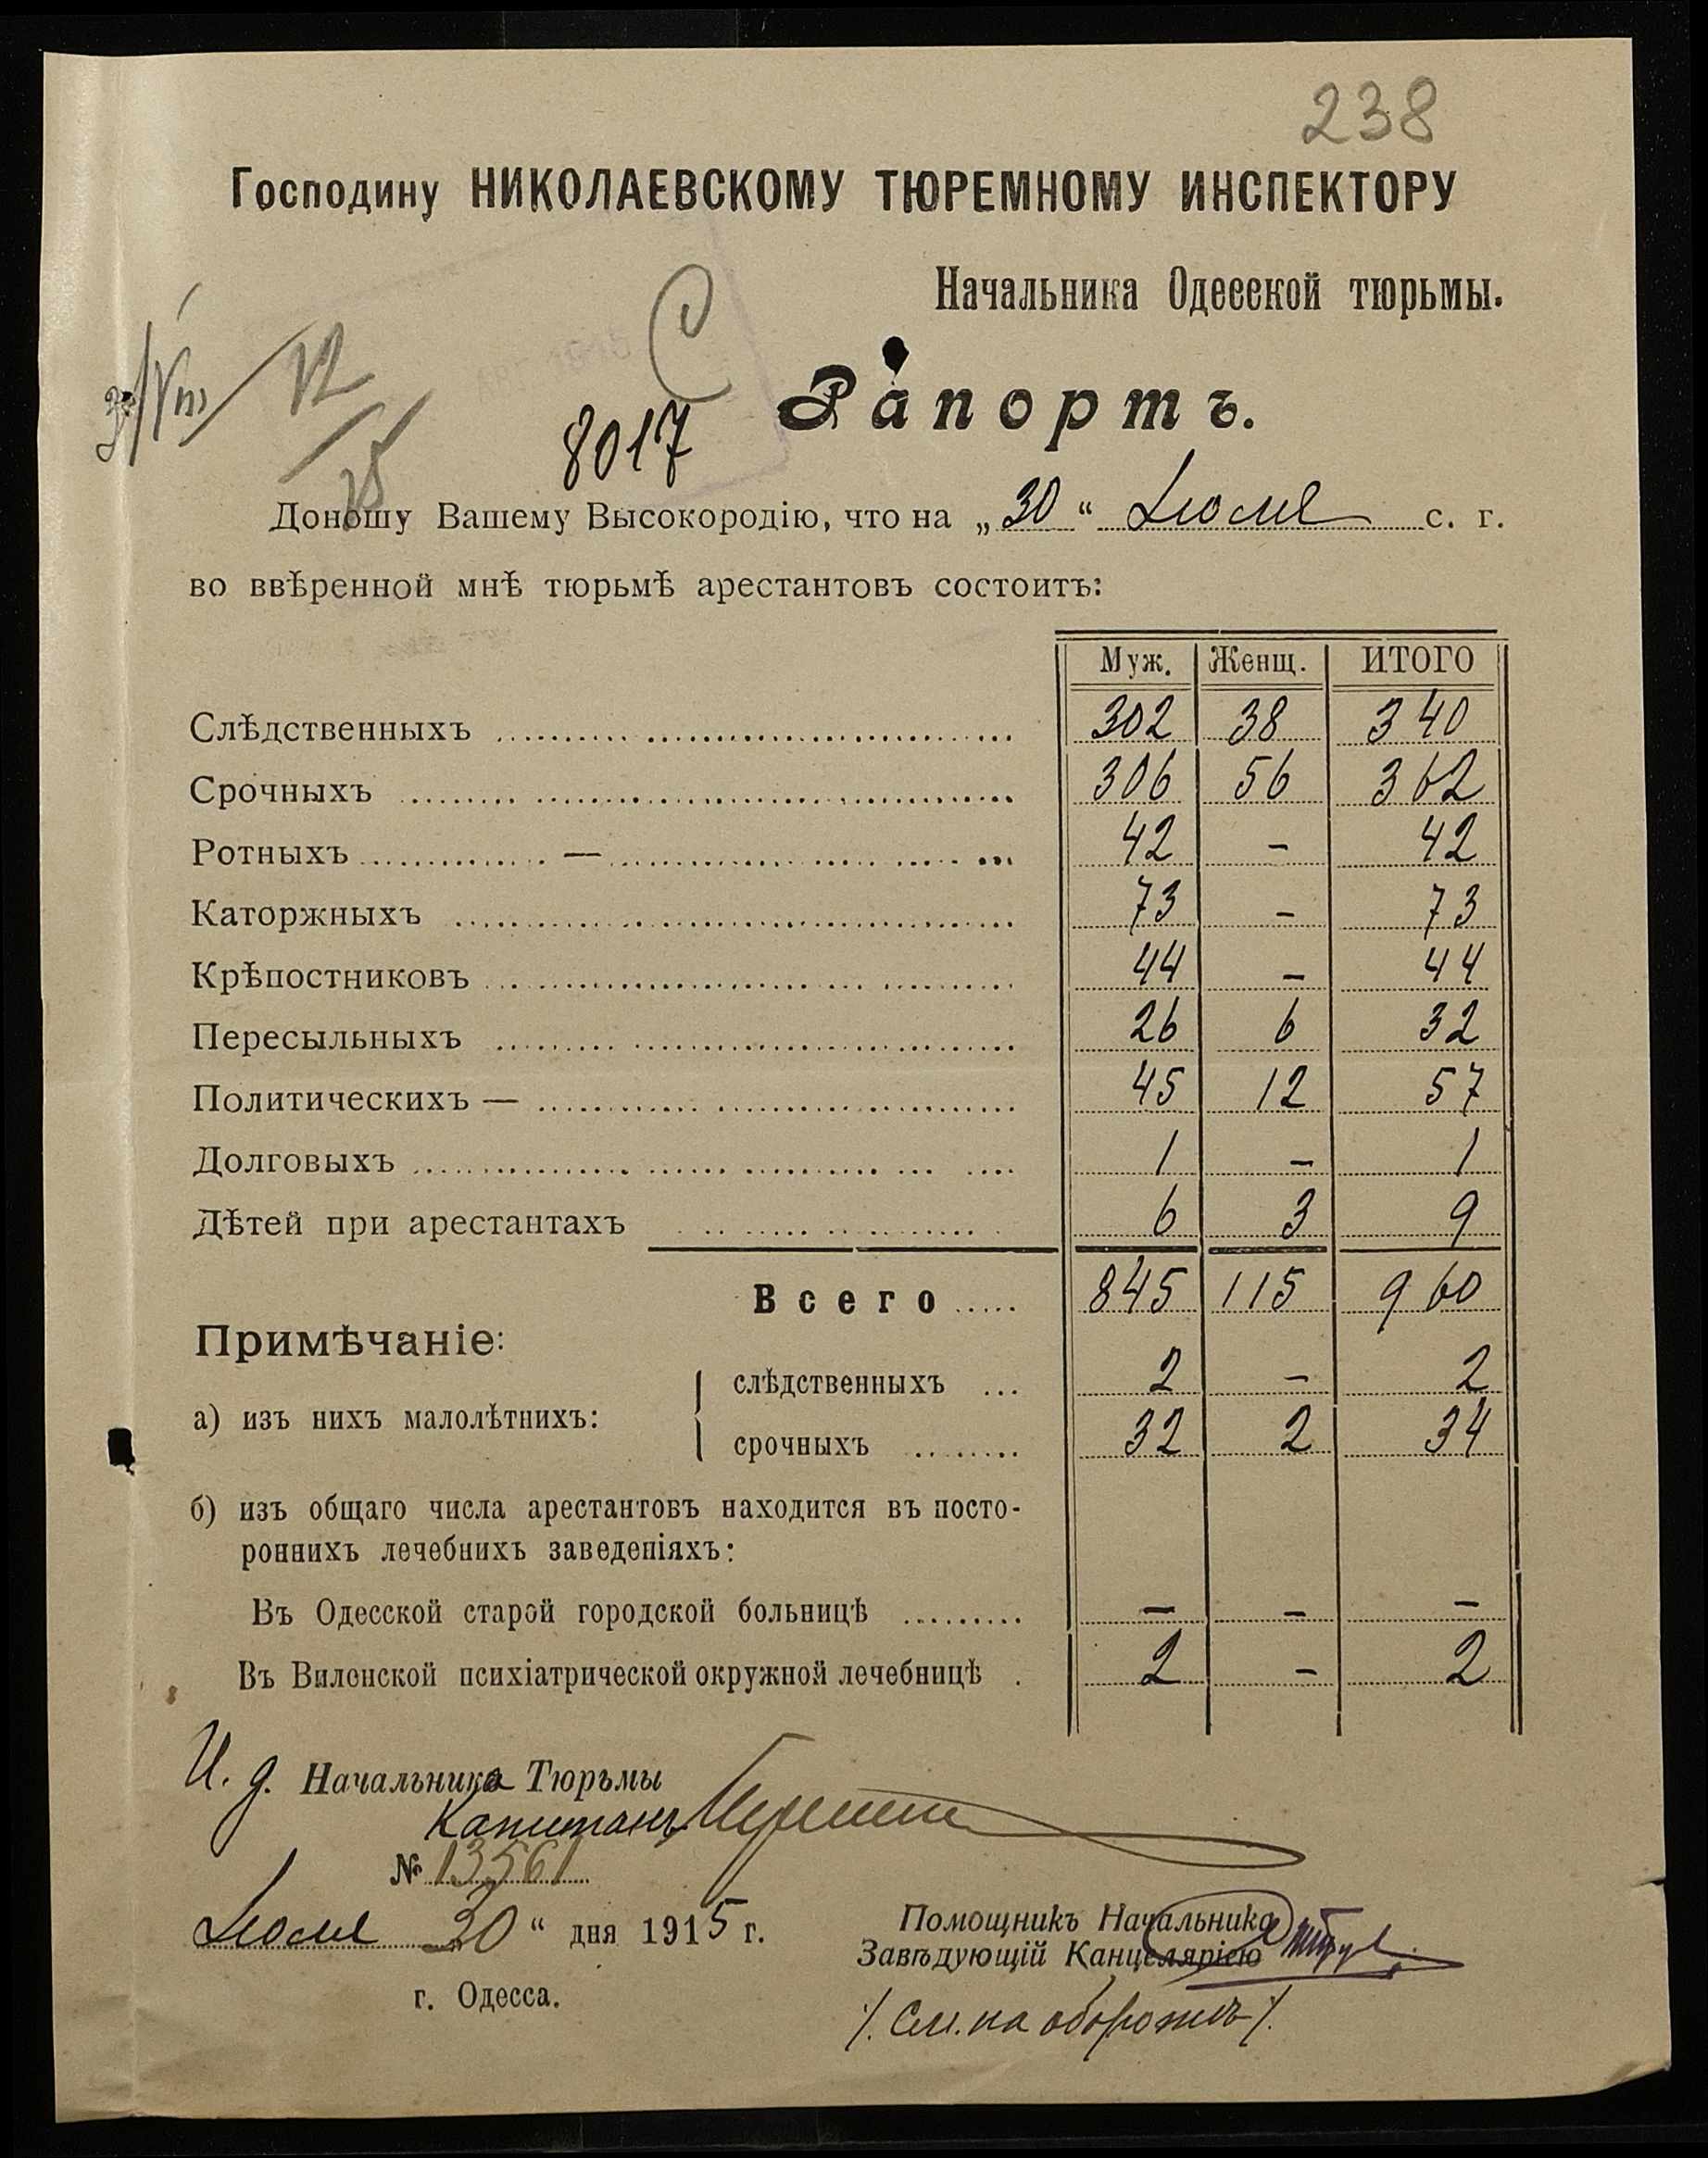 238
Господину НИКОЛАЕВСКОМУ ТЮРЕМНОМУ ИНСПЕКТОРУ
Начальника Одесской тюрьмы.
Рапортъ.
8017
Доношу Вашему Высокородію, что на „30“ Іюля с. г.
во ввѣренной мнѣ тюрьмѣ арестантовъ состоитъ:
Муж. Женщ. ИТОГО
Слѣдственныхъ 302 38 340
Срочныхъ 306 56 362
Ротныхъ — 42 - 42
Каторжныхъ 73 - 73
Крѣпостниковъ 44 - 44
Пересыльныхъ 26 6 32
Политическихъ — 45 12 57
Долговыхъ 1 - 1
Дѣтей при арестантахъ 6 3 9
Всего 845 115 960
Примѣчаніе:
а) изъ нихъ малолѣтнихъ:
слѣдственныхъ 2 - 2
срочныхъ 32 2 34
б) изъ общаго числа арестантовъ находится въ посто-
роннихъ лечебнихъ заведеніяхъ:
Въ Одесской старой городской больницѣ - - -
Въ Виленской психіатрической окружной лечебницѣ 2 - 2
И. д. Начальника Тюрьмы
Капитанъ
№ 13561
Іюля 30“ дня 1915 г.
г. Одесса.
Помощникъ Начальника
Завѣдующій Канцеляріею
/. См. на оборотѣ /.